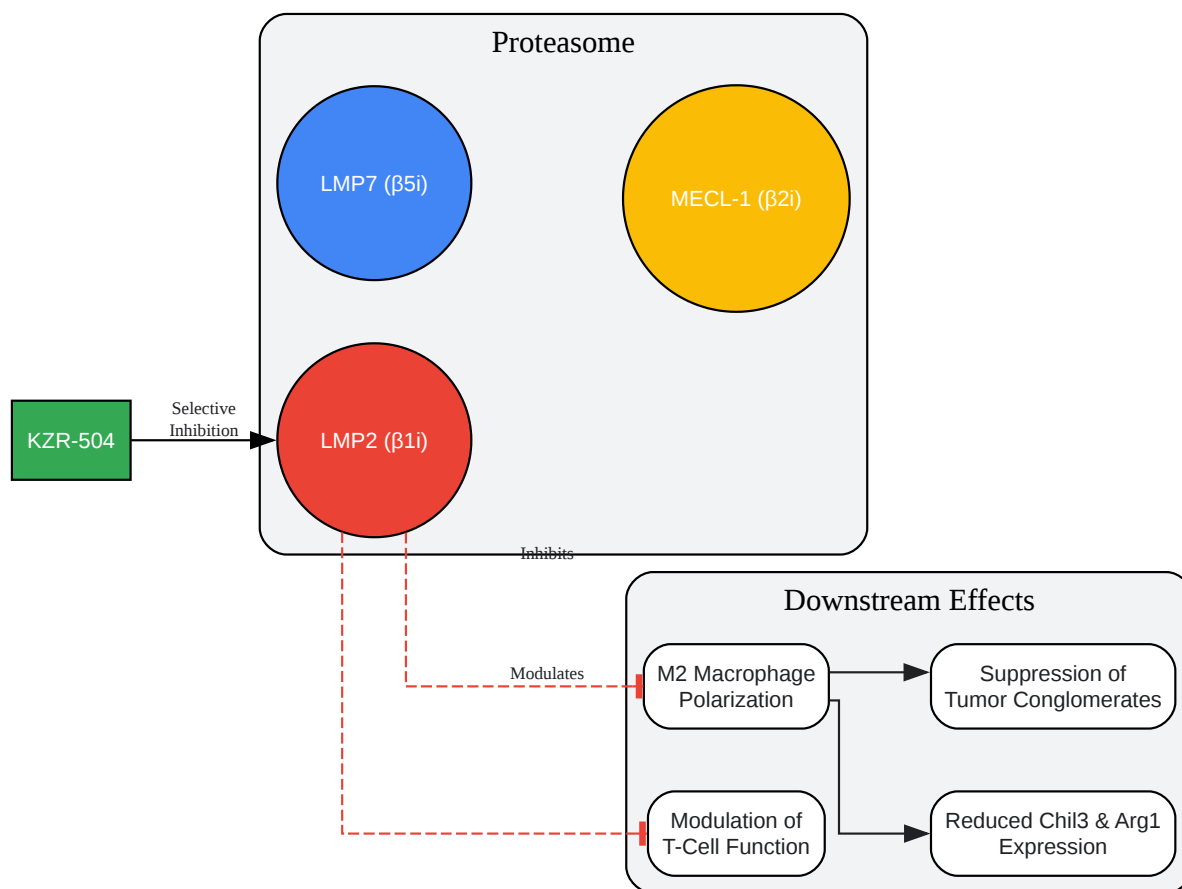 Proteasome
LMP7 (β5i)
MECL-1 (β2i)
Selective
Inhibition
KZR-504
LMP2 (β1i)
Inhibits
Downstream Effects
Modulates
M2 Macrophage
Polarization
Suppression of
Tumor Conglomerates
Modulation of
T-Cell Function
Reduced Chil3 & Arg1
Expression